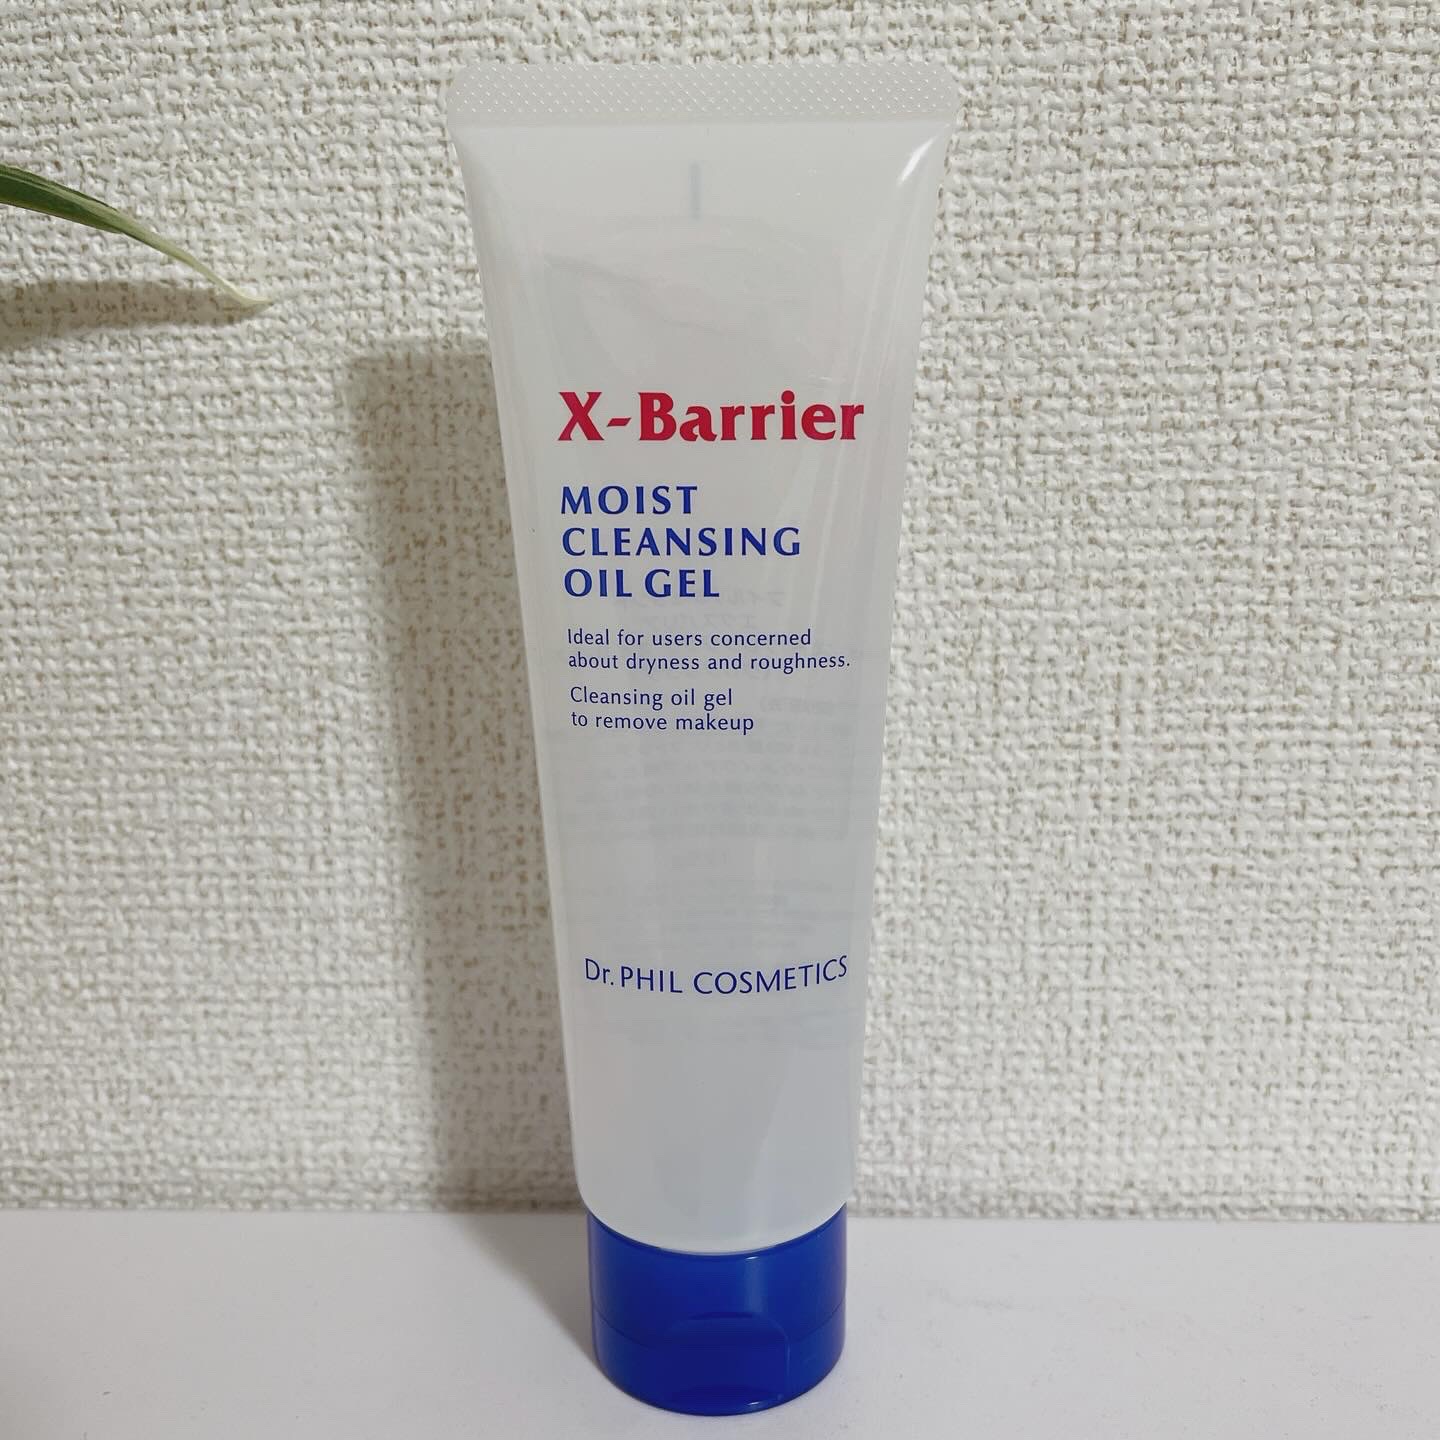 X-Barrier
MOIST
CLEANSING
OIL GEL
Ideal for users concerned
about dryness and roughness.
Cleansing oil gel
to remove makeup
Dr. PHIL COSMETICS